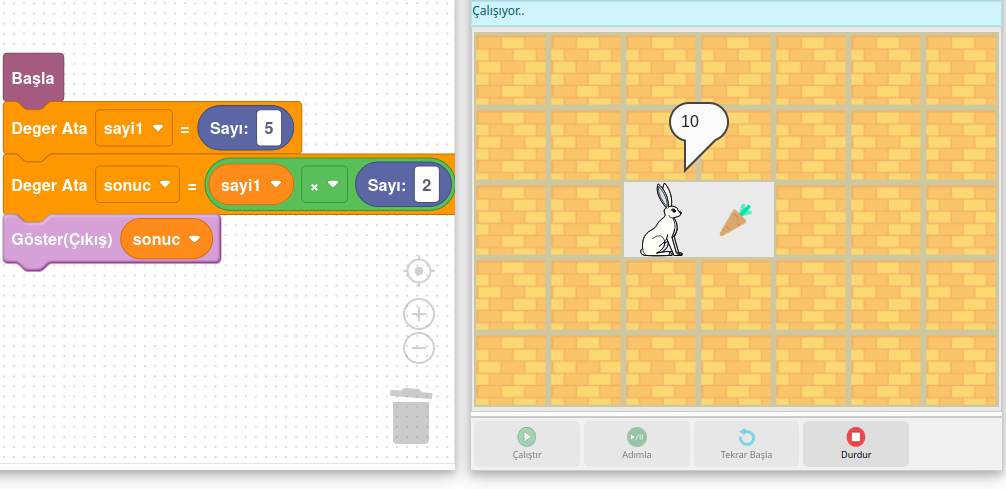 Başla
Deger Ata sayi1 = Sayı: 5
Deger Ata sonuc = sayi1 × Sayı: 2
Göster(Çıkış) sonuc
Çalışıyor..
10
Çalıştır
Adımla
Tekrar Başla
Durdur